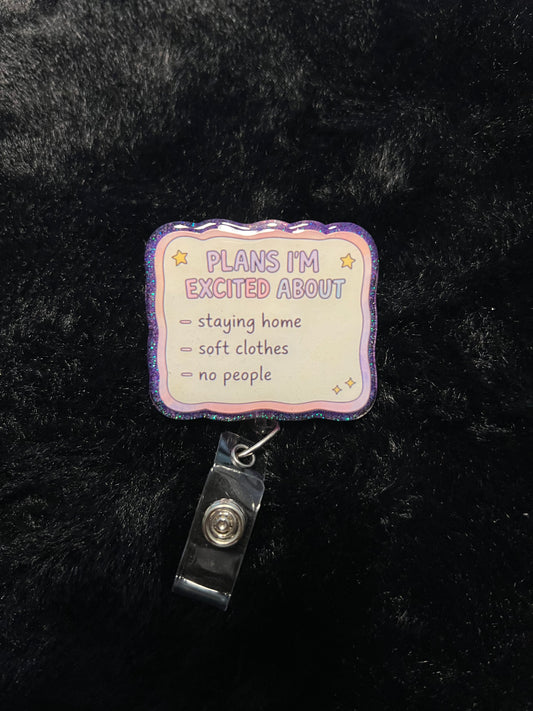 PLANS I'M
EXCITED ABOUT
- staying home
- soft clothes
- no people